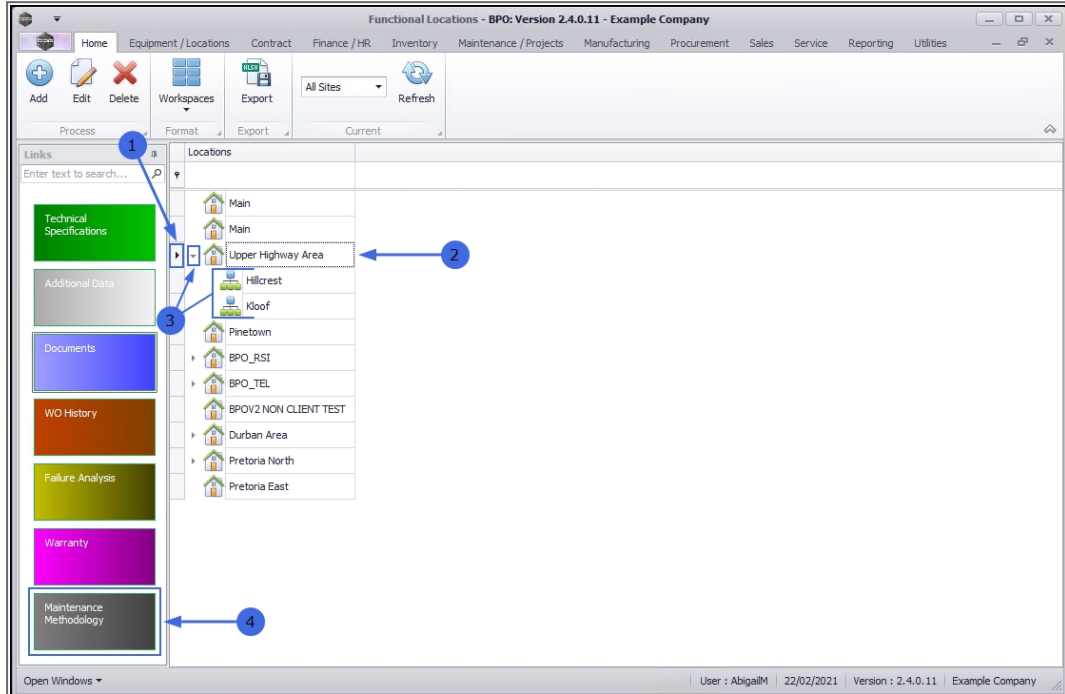 Functional Locations - BPO: Version 2.4.0.11 - Example Company
Home Equipment / Locations Contract Finance / HR Inventory Maintenance / Projects Manufacturing Procurement Sales Service Reporting Utilities
Add Edit Delete Workspaces Export All Sites Refresh
Process Format Export Current
1
Links
Enter text to search...
Locations
Technical
Specifications
Additional Data
Documents
WO History
Failure Analysis
Warranty
Maintenance
Methodology
Main
Main
Upper Highway Area
2
Hillcrest
3
Kloof
Pinetown
BPO_RSI
BPO_TEL
BPOV2 NON CLIENT TEST
Durban Area
Pretoria North
Pretoria East
4
Open Windows
User : AbigailM 22/02/2021 Version : 2.4.0.11 Example Company